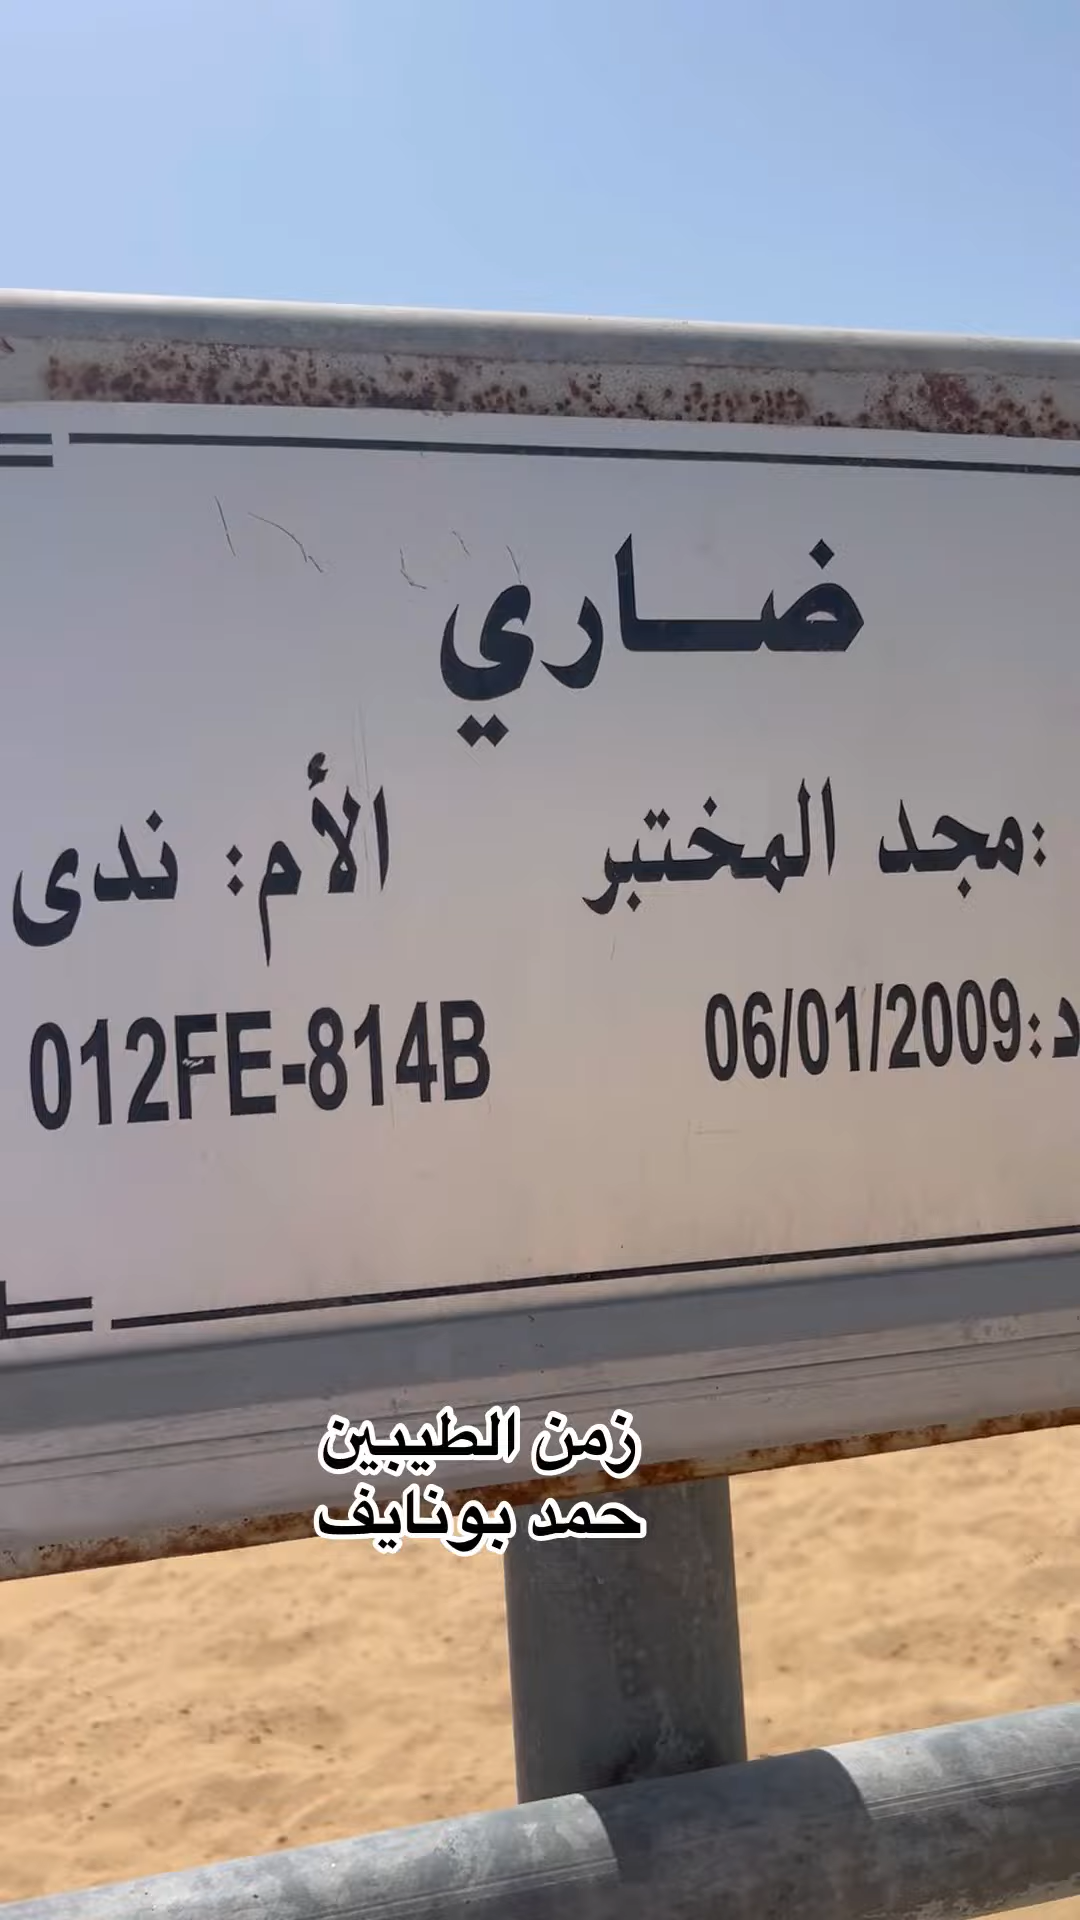 ضاري
:مجد المختبر الأم: ندى
د:06/01/2009 012FE-814B
زمن الطيبين
حمد بونايف